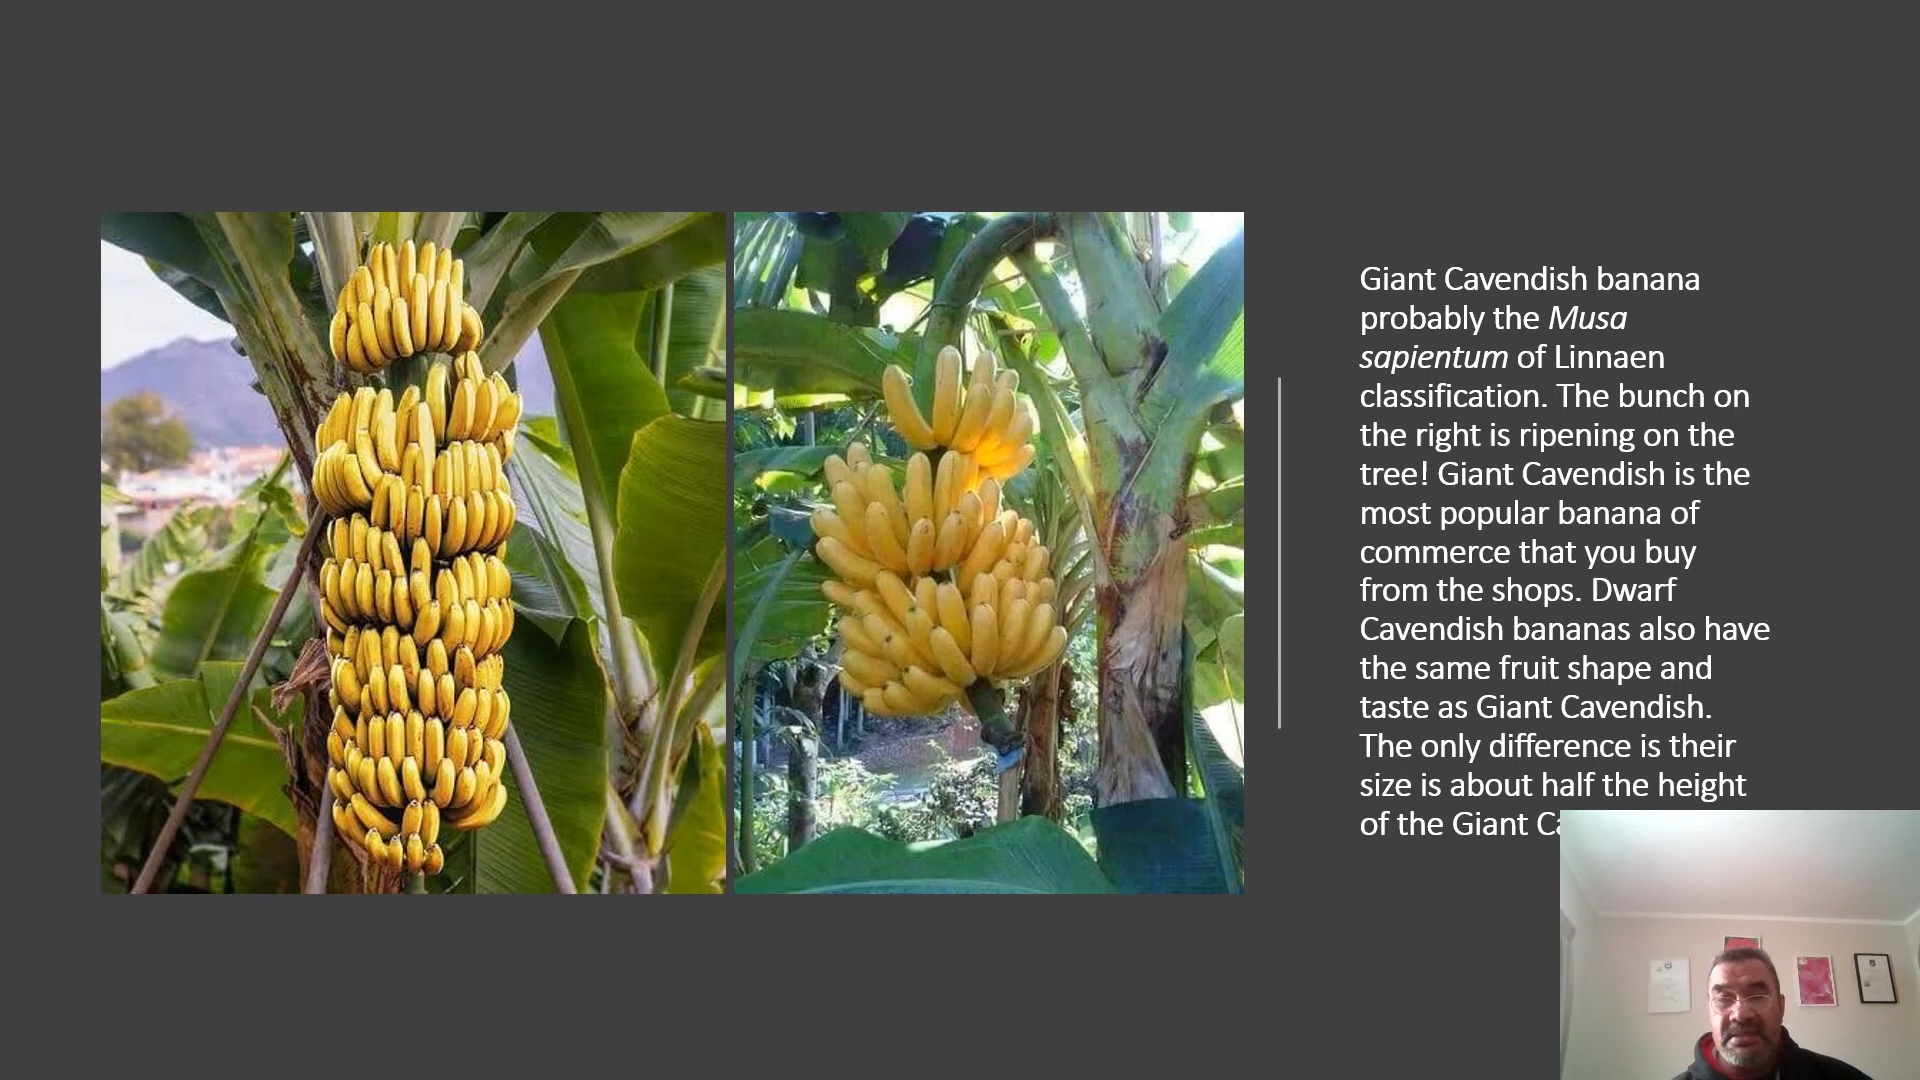 Giant Cavendish banana
probably the Musa
sapientum of Linnaen
classification. The bunch on
the right is ripening on the
tree! Giant Cavendish is the
most popular banana of
commerce that you buy
from the shops. Dwarf
Cavendish bananas also have
the same fruit shape and
taste as Giant Cavendish.
The only difference is their
size is about half the height
of the Giant